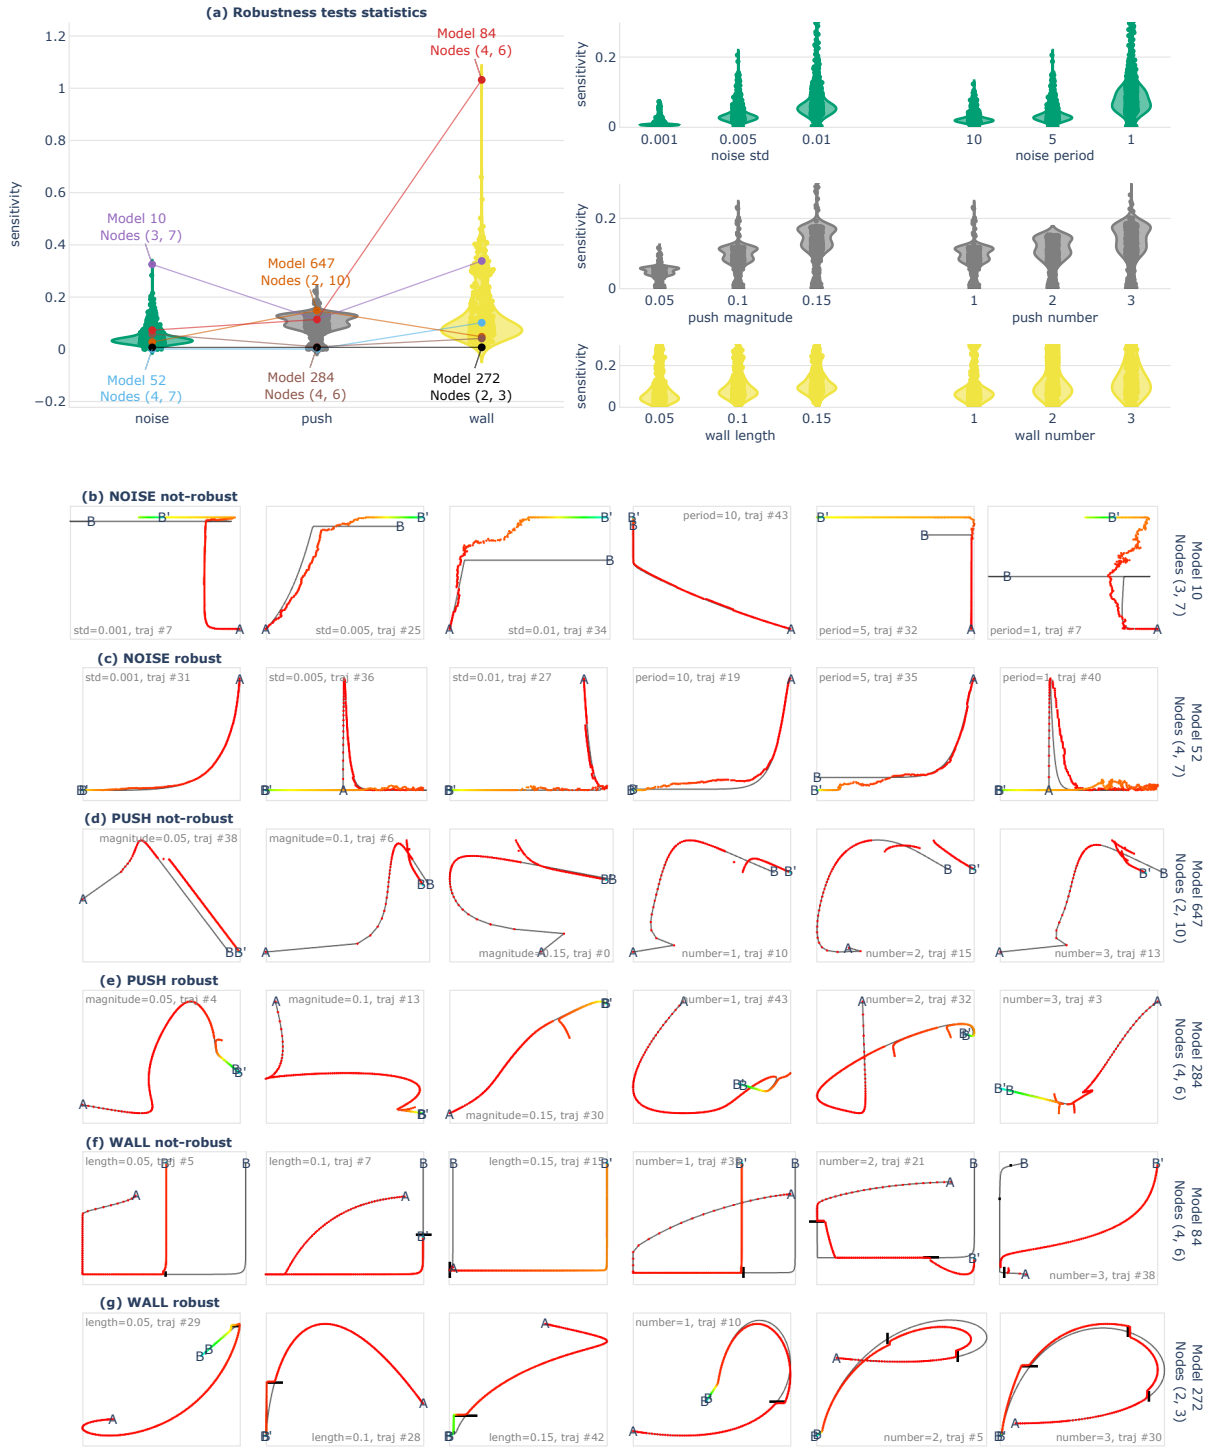 (a) Robustness tests statistics
1.2
1
0.8
0.6
0.4
0.2
0
−0.2
sensitivity
Model 84
Nodes (4, 6)
Model 10
Nodes (3, 7)
Model 647
Nodes (2, 10)
Model 52
Nodes (4, 7)
Model 284
Nodes (4, 6)
Model 272
Nodes (2, 3)
noise
push
wall
sensitivity
0.2
0
0.001
0.005
0.01
10
5
1
noise std
noise period
sensitivity
0.2
0
0.05
0.1
0.15
1
2
3
push magnitude
push number
sensitivity
0.2
0
0.05
0.1
0.15
1
2
3
wall length
wall number
(b) NOISE not-robust
B
B'
A
std=0.001, traj #7
B
B'
A
std=0.005, traj #25
B'
B
A
std=0.01, traj #34
B'
B
period=10, traj #43
A
B'
B
A
period=5, traj #32
B'
B
A
period=1, traj #7
Model 10
Nodes (3, 7)
(c) NOISE robust
std=0.001, traj #31
A
B
B'
std=0.005, traj #36
A
B
B'
std=0.01, traj #27
A
B
B'
period=10, traj #19
A
B
B'
period=5, traj #35
A
B
B'
period=1, traj #40
A
B
B'
Model 52
Nodes (4, 7)
(d) PUSH not-robust
magnitude=0.05, traj #38
A
B
B'
magnitude=0.1, traj #6
A
B'
B
magnitude=0.15, traj #0
A
B'
B
number=1, traj #10
A
B
B'
number=2, traj #15
A
B
B'
number=3, traj #13
A
B'
B
Model 647
Nodes (2, 10)
(e) PUSH robust
magnitude=0.05, traj #4
A
B
B'
magnitude=0.1, traj #13
A
B
B'
magnitude=0.15, traj #30
A
B
B'
number=1, traj #43
A
B'
B
number=2, traj #32
A
B
B'
number=3, traj #3
A
B'
B
Model 284
Nodes (4, 6)
(f) WALL not-robust
length=0.05, traj #5
B'
B
A
length=0.1, traj #7
B
A
B'
length=0.15, traj #15
B
B'
A
number=1, traj #33
B'
B
A
number=2, traj #21
B
A
B'
number=3, traj #38
B
B'
A
Model 84
Nodes (4, 6)
(g) WALL robust
length=0.05, traj #29
B'
B
A
length=0.1, traj #28
A
B
B'
length=0.15, traj #42
A
B
B'
number=1, traj #10
B
B'
A
number=2, traj #5
A
B
B'
number=3, traj #30
A
B
B'
Model 272
Nodes (2, 3)